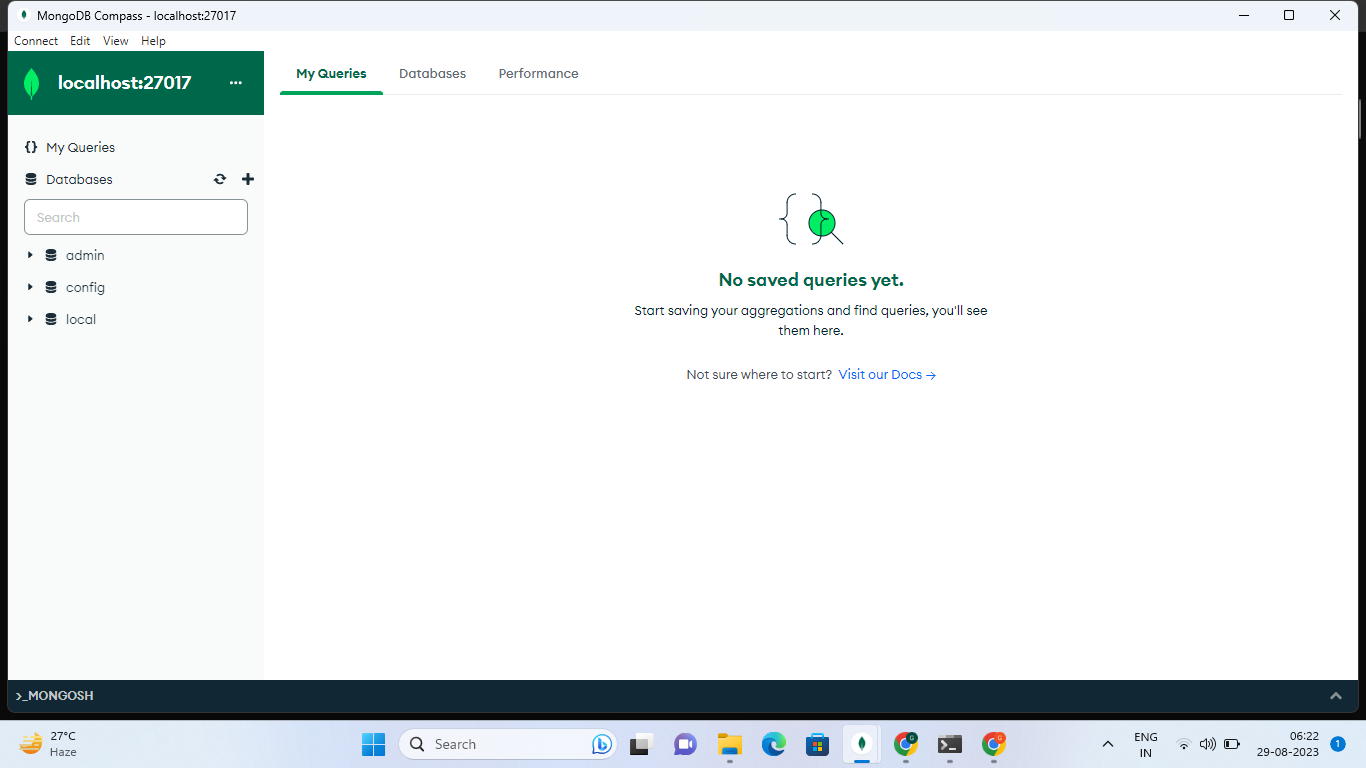 MongoDB Compass - localhost:27017
Connect Edit View Help
localhost:27017 ...
My Queries Databases Performance
{} My Queries
Databases
Search
admin
config
local
No saved queries yet.
Start saving your aggregations and find queries, you'll see
them here.
Not sure where to start? Visit our Docs →
>_MONGOSH
27°C
Haze
Search
ENG
IN
06:22
29-08-2023
1